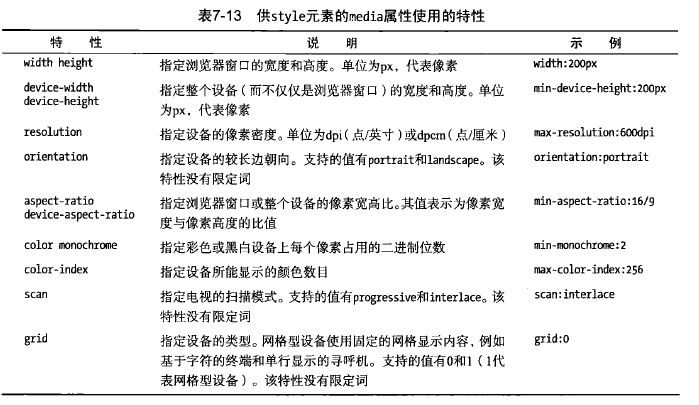 表7-13 供style元素的media属性使用的特性
特 性 说 明 示 例
width height 指定浏览器窗口的宽度和高度。单位为px，代表像素 width:200px
device-width 指定整个设备（而不仅仅是浏览器窗口）的宽度和高度。单位 min-device-height:200px
device-height 为px，代表像素
resolution 指定设备的像素密度。单位为dpi（点/英寸）或dpcm（点/厘米） max-resolution:600dpi
orientation 指定设备的较长边朝向。支持的值有portrait和landscape。该 orientation:portrait
特性没有限定词
aspect-ratio 指定浏览器窗口或整个设备的像素宽高比。其值表示为像素宽 min-aspect-ratio:16/9
device-aspect-ratio 度与像素高度的比值
color monochrome 指定彩色或黑白设备上每个像素占用的二进制位数 min-monochrome:2
color-index 指定设备所能显示的颜色数目 max-color-index:256
scan 指定电视的扫描模式。支持的值有progressive和interlace。该 scan:interlace
特性没有限定词
grid 指定设备的类型。网格型设备使用固定的网格显示内容，例如 grid:0
基于字符的终端和单行显示的寻呼机。支持的值有0和1（1代
表网格型设备）。该特性没有限定词